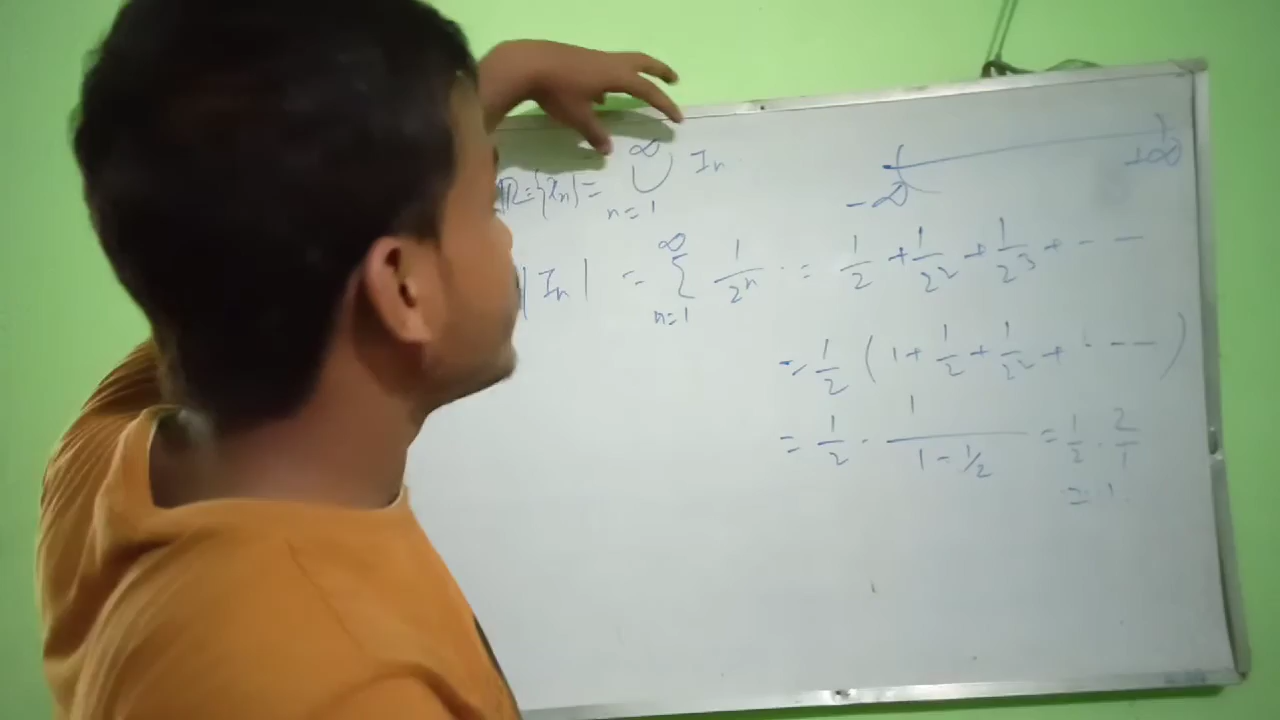 ℝ = {xₙ} = ∞∪n=1 Iₙ
-∞ +∞
|Iₙ| = ∞Σn=1 1/2ⁿ = 1/2 + 1/2² + 1/2³ + - - -
= 1/2 (1 + 1/2 + 1/2² + - - -)
= 1/2 . 1/(1 - 1/2) = 1/2 . 2/1
= 1.